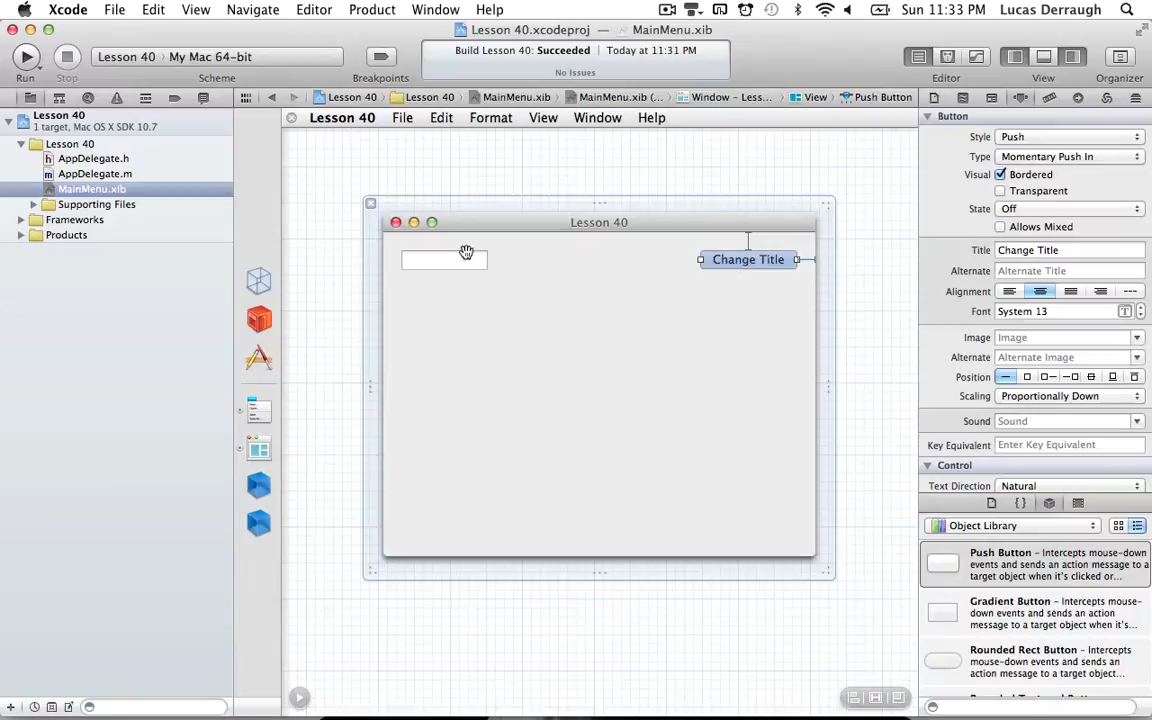 Xcode File Edit View Navigate Editor Product Window Help Sun 11:33 PM Lucas Derraugh
Lesson 40.xcodeproj — MainMenu.xib
Lesson 40 My Mac 64-bit
Build Lesson 40: Succeeded Today at 11:31 PM
No Issues
Run Stop Scheme Breakpoints Editor View Organizer
Lesson 40 Lesson 40 MainMenu.xib MainMenu.xib (... Window - Less... View Push Button
Lesson 40
1 target, Mac OS X SDK 10.7
Lesson 40
AppDelegate.h
AppDelegate.m
MainMenu.xib
Supporting Files
Frameworks
Products
Lesson 40 File Edit Format View Window Help
Lesson 40
Change Title
Button
Style Push
Type Momentary Push In
Visual Bordered
Transparent
State Off
Allows Mixed
Title Change Title
Alternate Alternate Title
Alignment
Font System 13
Image Image
Alternate Alternate Image
Position
Scaling Proportionally Down
Sound Sound
Key Equivalent Enter Key Equivalent
Control
Text Direction Natural
Object Library
Push Button – Intercepts mouse-down
events and sends an action message to a
target object when it's clicked or...
Gradient Button – Intercepts mouse-
down events and sends an action
message to a target object when it's...
Rounded Rect Button – Intercepts
mouse-down events and sends an
action message to a target object...